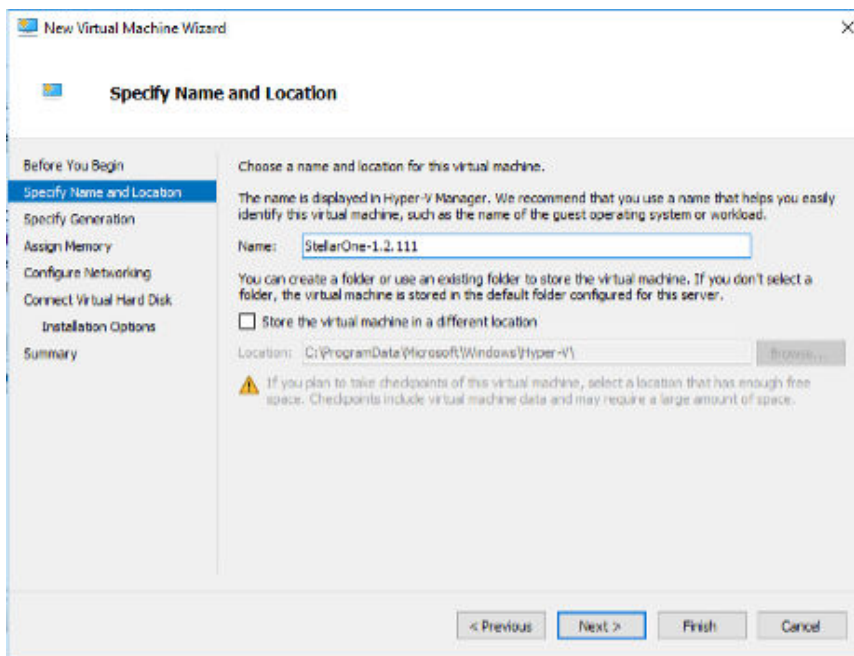 New Virtual Machine Wizard
Specify Name and Location
Before You Begin
Specify Name and Location
Specify Generation
Assign Memory
Configure Networking
Connect Virtual Hard Disk
Installation Options
Summary
Choose a name and location for this virtual machine.
The name is displayed in Hyper-V Manager. We recommend that you use a name that helps you easily
identify this virtual machine, such as the name of the guest operating system or workload.
Name: StellarOne-1.2.111
You can create a folder or use an existing folder to store the virtual machine. If you don't select a
folder, the virtual machine is stored in the default folder configured for this server.
Store the virtual machine in a different location
Location: C:\ProgramData\Microsoft\Windows\Hyper-V\ Browse...
If you plan to take checkpoints of this virtual machine, select a location that has enough free
space. Checkpoints include virtual machine data and may require a large amount of space.
< Previous Next > Finish Cancel